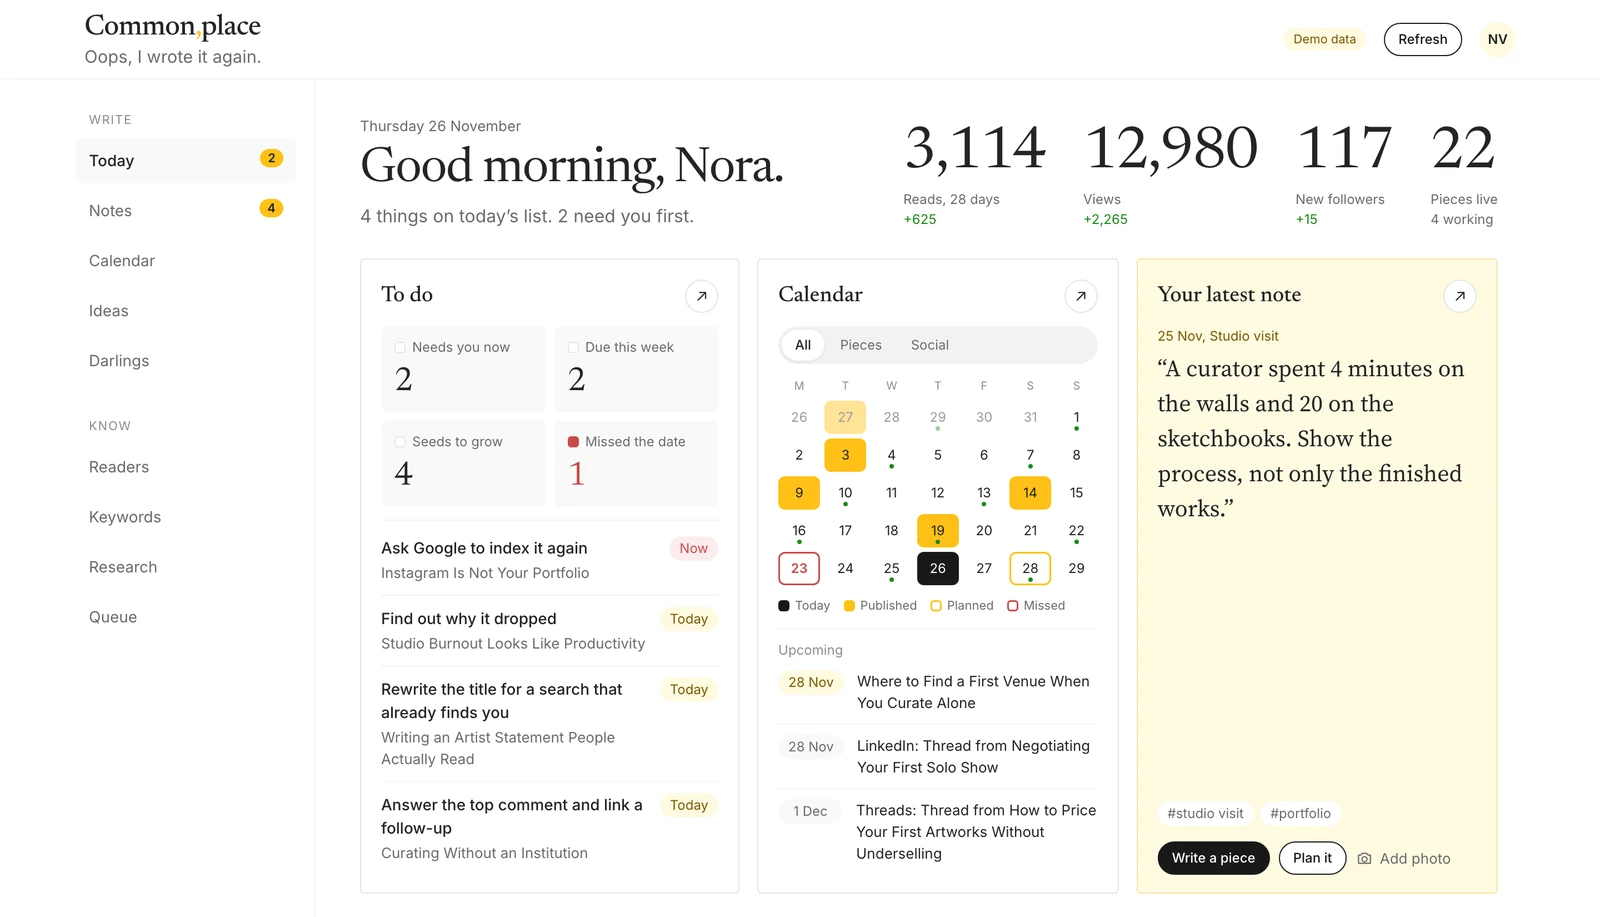 Common,place
Oops, I wrote it again.
Demo data
Refresh
NV
WRITE
Today
2
Notes
4
Calendar
Ideas
Darlings
KNOW
Readers
Keywords
Research
Queue
Thursday 26 November
Good morning, Nora.
4 things on today’s list. 2 need you first.
3,114
Reads, 28 days
+625
12,980
Views
+2,265
117
New followers
+15
22
Pieces live
4 working
To do
Needs you now
2
Due this week
2
Seeds to grow
4
Missed the date
1
Ask Google to index it again
Now
Instagram Is Not Your Portfolio
Find out why it dropped
Today
Studio Burnout Looks Like Productivity
Rewrite the title for a search that
already finds you
Today
Writing an Artist Statement People
Actually Read
Answer the top comment and link a
follow-up
Today
Curating Without an Institution
Calendar
All Pieces Social
M T W T F S S
26 27 28 29 30 31 1
2 3 4 5 6 7 8
9 10 11 12 13 14 15
16 17 18 19 20 21 22
23 24 25 26 27 28 29
Today Published Planned Missed
Upcoming
28 Nov
Where to Find a First Venue When
You Curate Alone
28 Nov
LinkedIn: Thread from Negotiating
Your First Solo Show
1 Dec
Threads: Thread from How to Price
Your First Artworks Without
Underselling
Your latest note
25 Nov, Studio visit
“A curator spent 4 minutes on
the walls and 20 on the
sketchbooks. Show the
process, not only the finished
works.”
#studio visit #portfolio
Write a piece
Plan it
Add photo